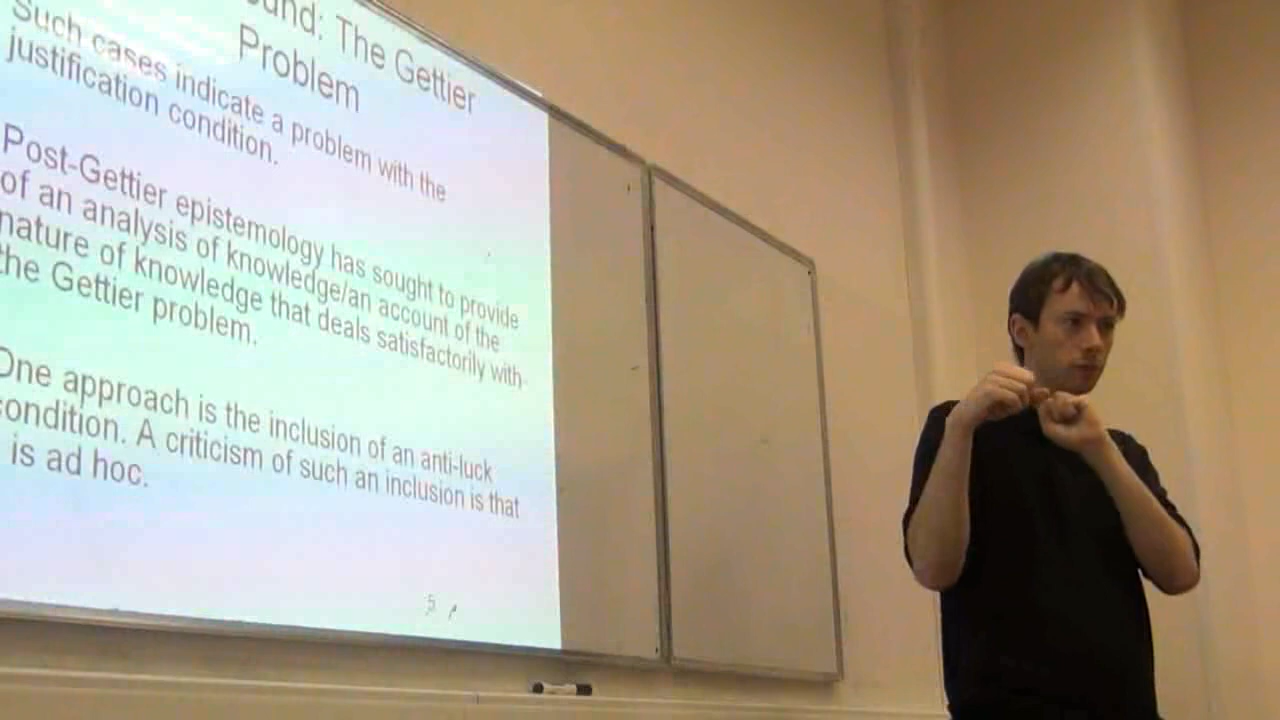 und: The Gettier
Problem
Such cases indicate a problem with the
justification condition.
Post-Gettier epistemology has sought to provide
of an analysis of knowledge/an account of the
nature of knowledge that deals satisfactorily with
the Gettier problem.
One approach is the inclusion of an anti-luck
condition. A criticism of such an inclusion is that
is ad hoc.
5